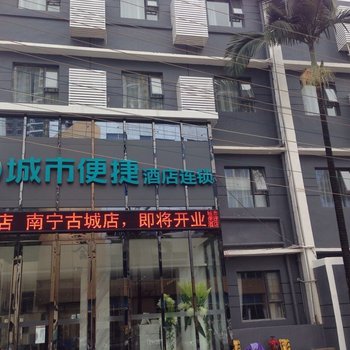 城市便捷 酒店连锁
店 南宁古城店，即将开业